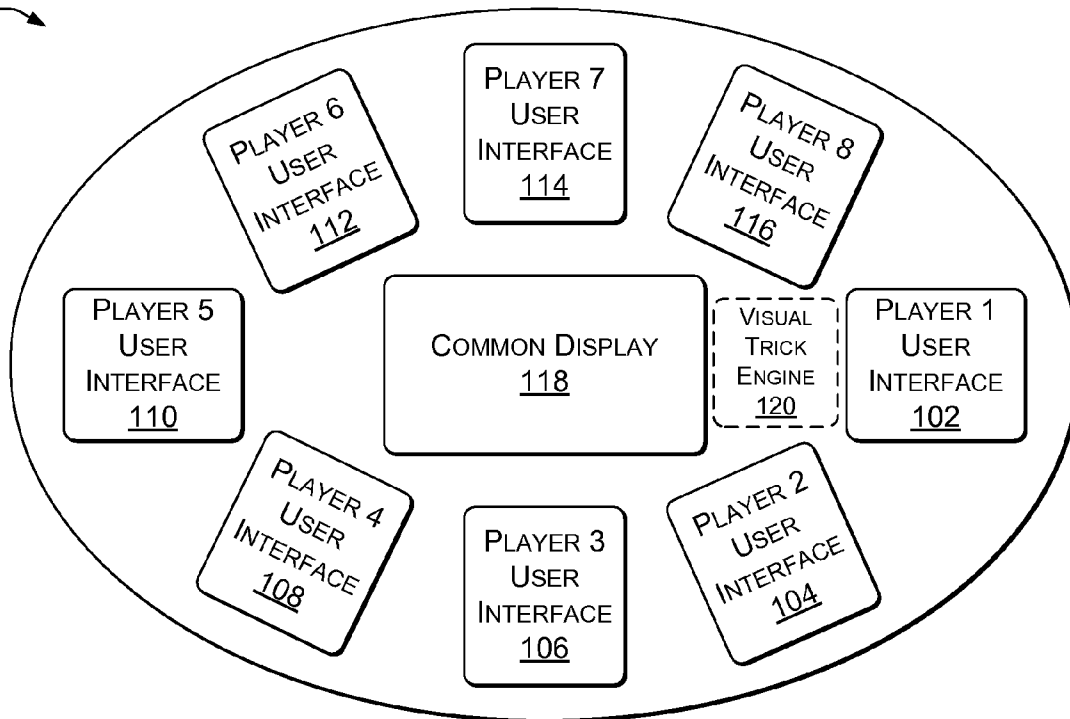 PLAYER 7
USER
INTERFACE
114
PLAYER 6
USER
INTERFACE
112
PLAYER 8
USER
INTERFACE
116
PLAYER 5
USER
INTERFACE
110
COMMON DISPLAY
118
VISUAL
TRICK
ENGINE
120
PLAYER 1
USER
INTERFACE
102
PLAYER 4
USER
INTERFACE
108
PLAYER 3
USER
INTERFACE
106
PLAYER 2
USER
INTERFACE
104